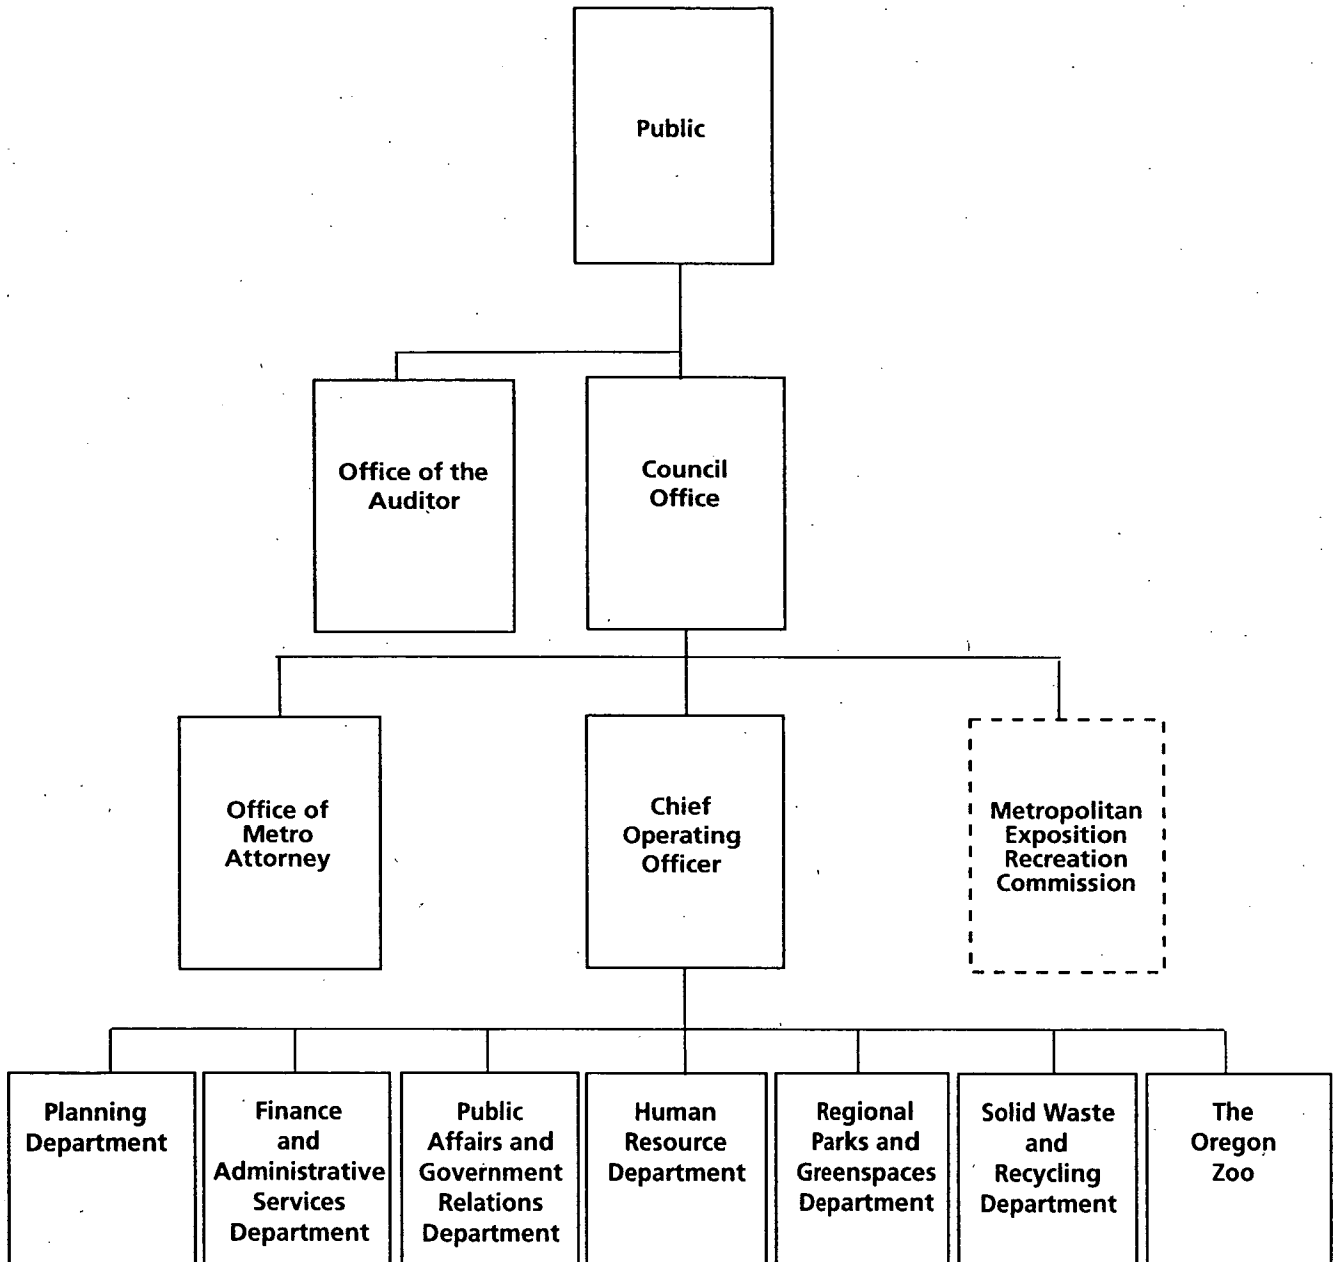 Public
Office of the
Auditor
Council
Office
Office of
Metro
Attorney
Chief
Operating
Officer
Metropolitan
Exposition
Recreation
Commission
Planning
Department
Finance
and
Administrative
Services
Department
Public
Affairs and
Government
Relations
Department
Human
Resource
Department
Regional
Parks and
Greenspaces
Department
Solid Waste
and
Recycling
Department
The
Oregon
Zoo